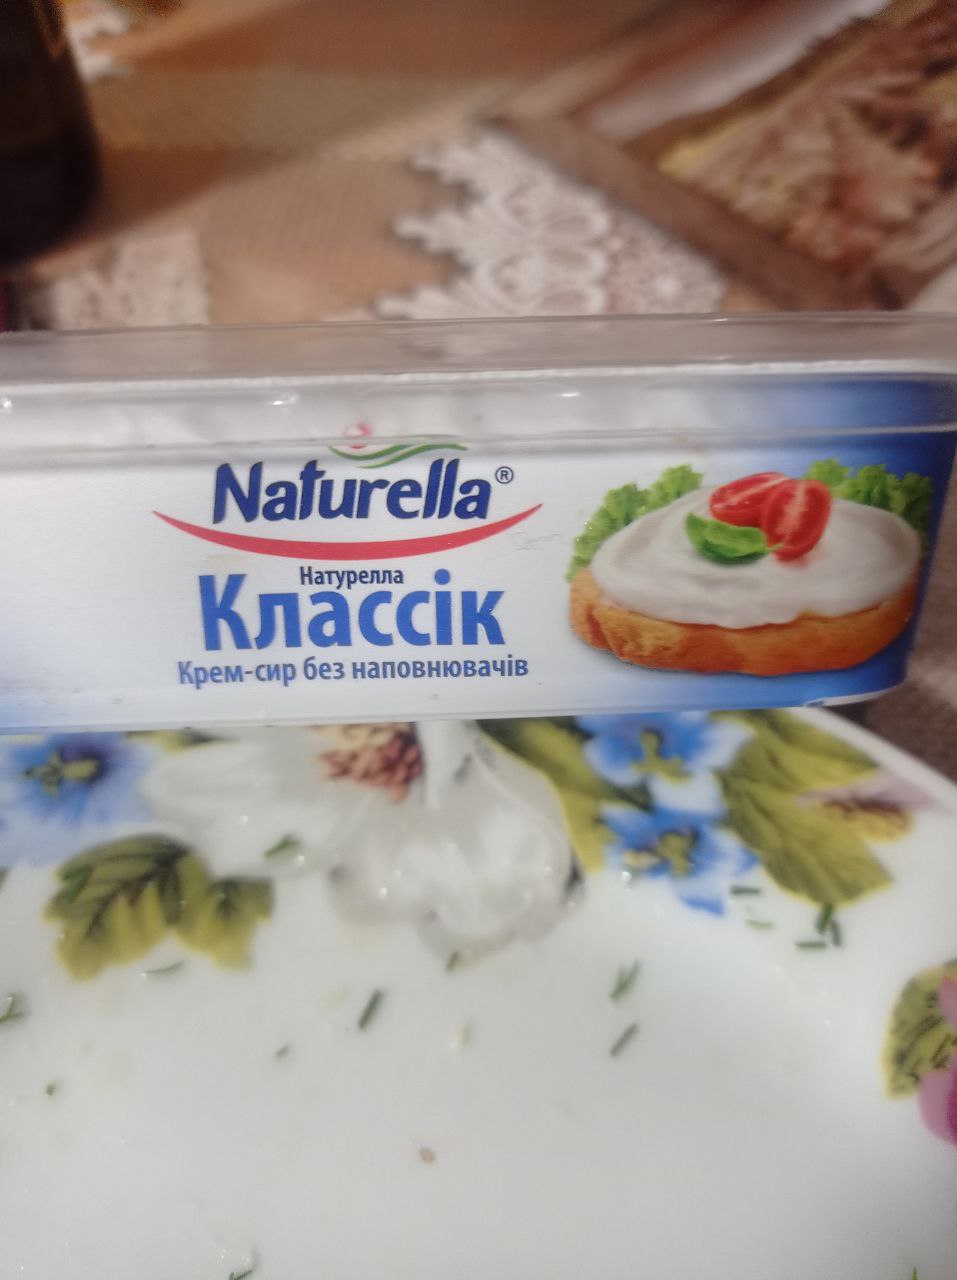 Naturella®
Натурелла
Классік
Крем-сир без наповнювачів